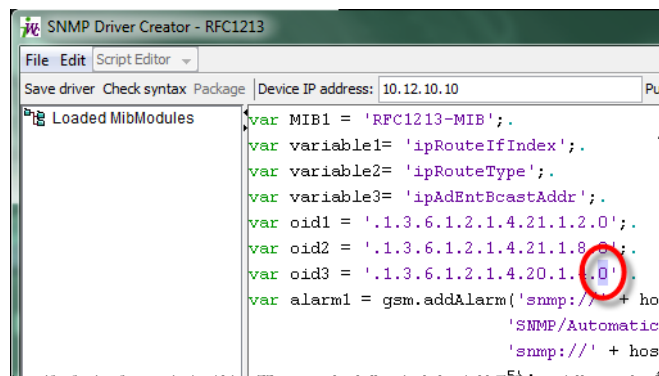 SNMP Driver Creator - RFC1213
File Edit Script Editor
Save driver Check syntax Package Device IP address: 10.12.10.10 Pu
Loaded MibModules
var MIB1 = 'RFC1213-MIB';.
var variable1= 'ipRouteIfIndex';.
var variable2= 'ipRouteType';.
var variable3= 'ipAdEntBcastAddr';.
var oid1 = '.1.3.6.1.2.1.4.21.1.2.0';.
var oid2 = '.1.3.6.1.2.1.4.21.1.8.0';.
var oid3 = '.1.3.6.1.2.1.4.20.1.4.0'.
var alarm1 = gsm.addAlarm('snmp://' + ho
'SNMP/Automatic
'snmp://' + hos